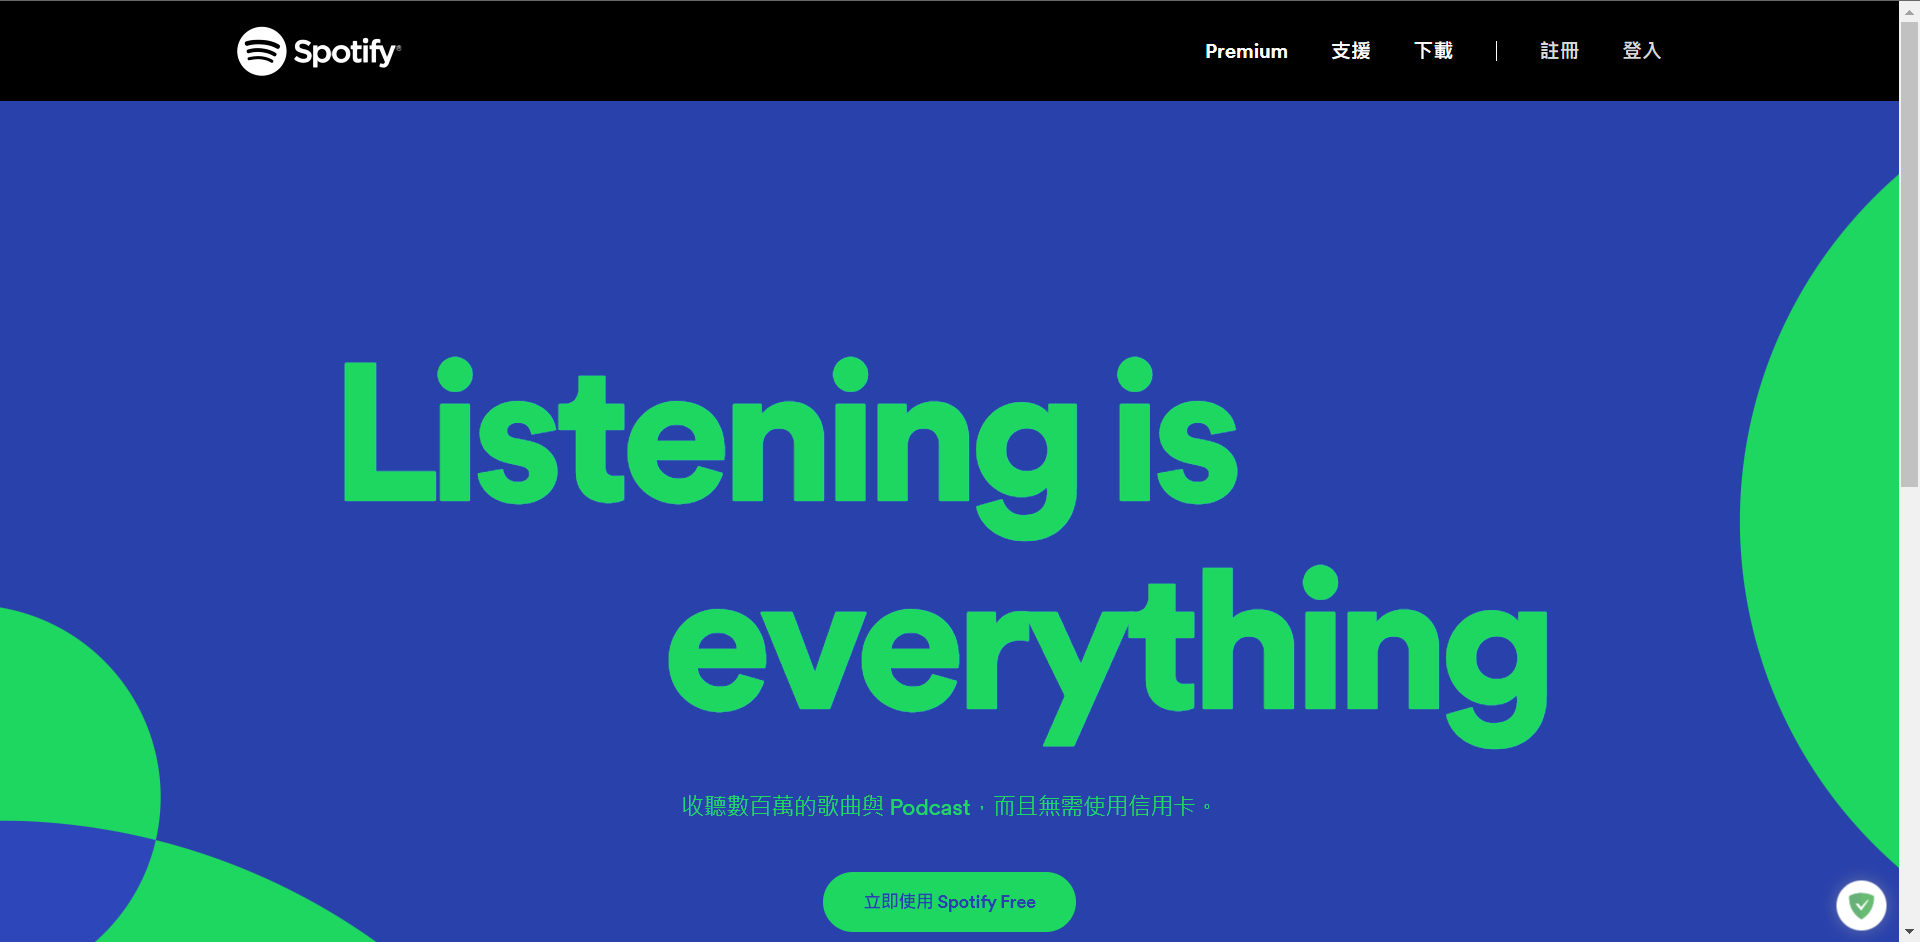 Spotify®
Premium 支援 下載 | 註冊 登入
Listening is
everything
收聽數百萬的歌曲與 Podcast，而且無需使用信用卡。
立即使用 Spotify Free